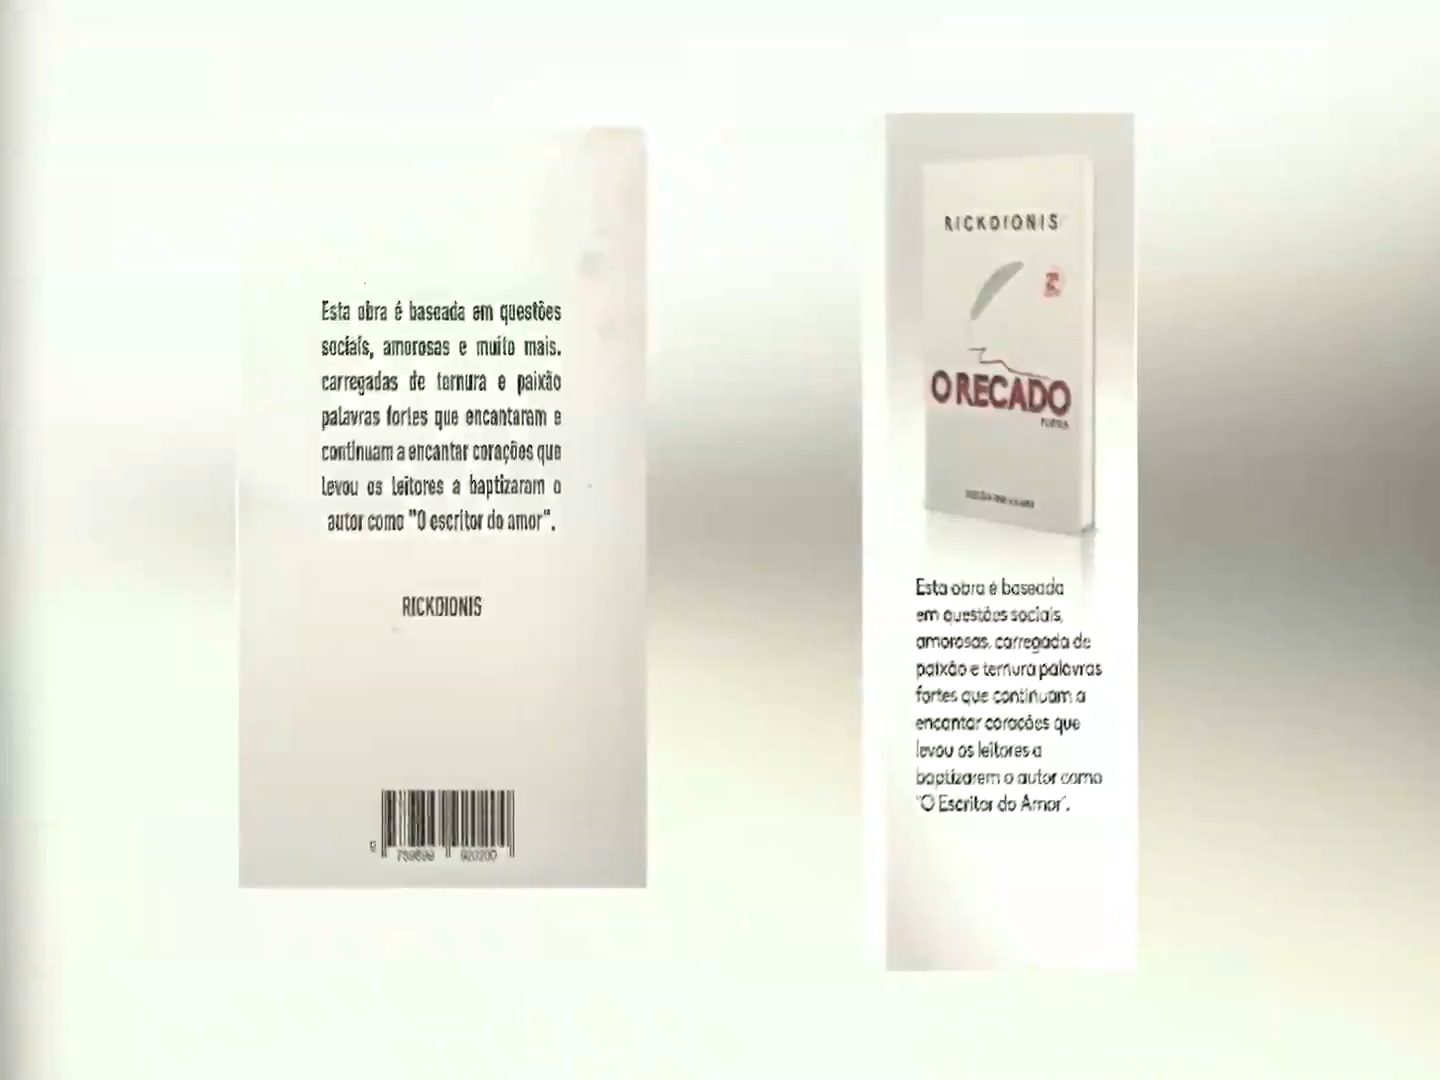 Esta obra é baseada em questões
sociais, amorosas e muito mais.
carregadas de ternura e paixão
palavras fortes que encantaram e
continuam a encantar corações que
levou os leitores a baptizaram o
autor como "O escritor do amor".
RICKDIONIS
RICKDIONIS
O RECADO
Esta obra é baseada
em questões sociais,
amorosas, carregada de
paixão e ternura palavras
fortes que continuam a
encantar corações que
levou os leitores a
baptizarem o autor como
"O Escritor do Amor".